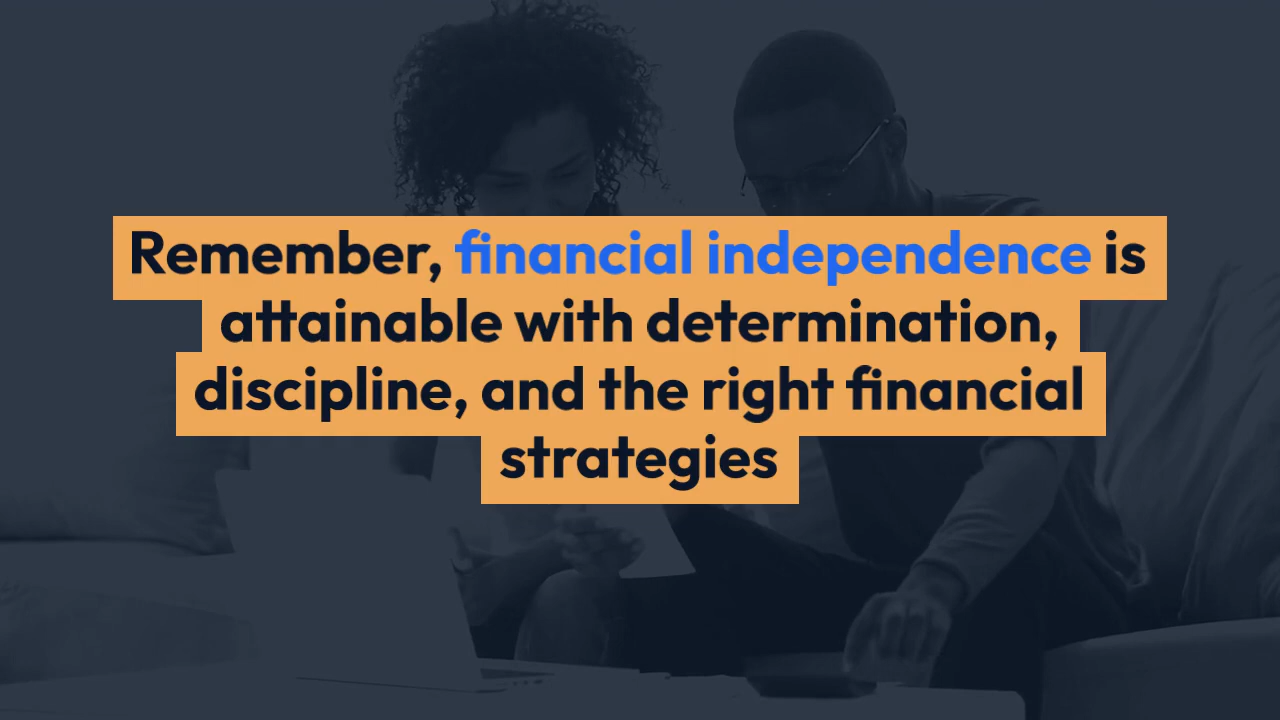 Remember, financial independence is
attainable with determination,
discipline, and the right financial
strategies